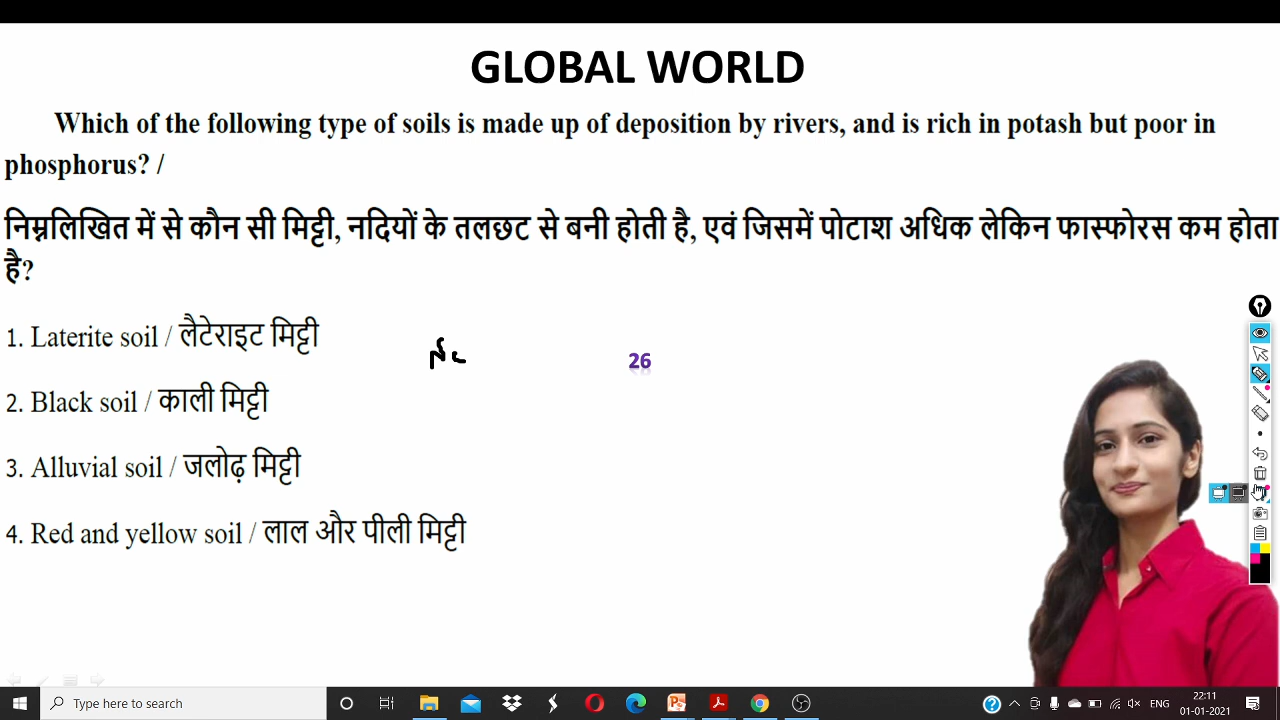 GLOBAL WORLD
Which of the following type of soils is made up of deposition by rivers, and is rich in potash but poor in
phosphorus? /
निम्नलिखित में से कौन सी मिट्टी, नदियों के तलछट से बनी होती है, एवं जिसमें पोटाश अधिक लेकिन फास्फोरस कम होता
है?
1. Laterite soil / लैटेराइट मिट्टी
26
2. Black soil / काली मिट्टी
3. Alluvial soil / जलोढ़ मिट्टी
4. Red and yellow soil / लाल और पीली मिट्टी
Type here to search
ENG
22:11
01-01-2021